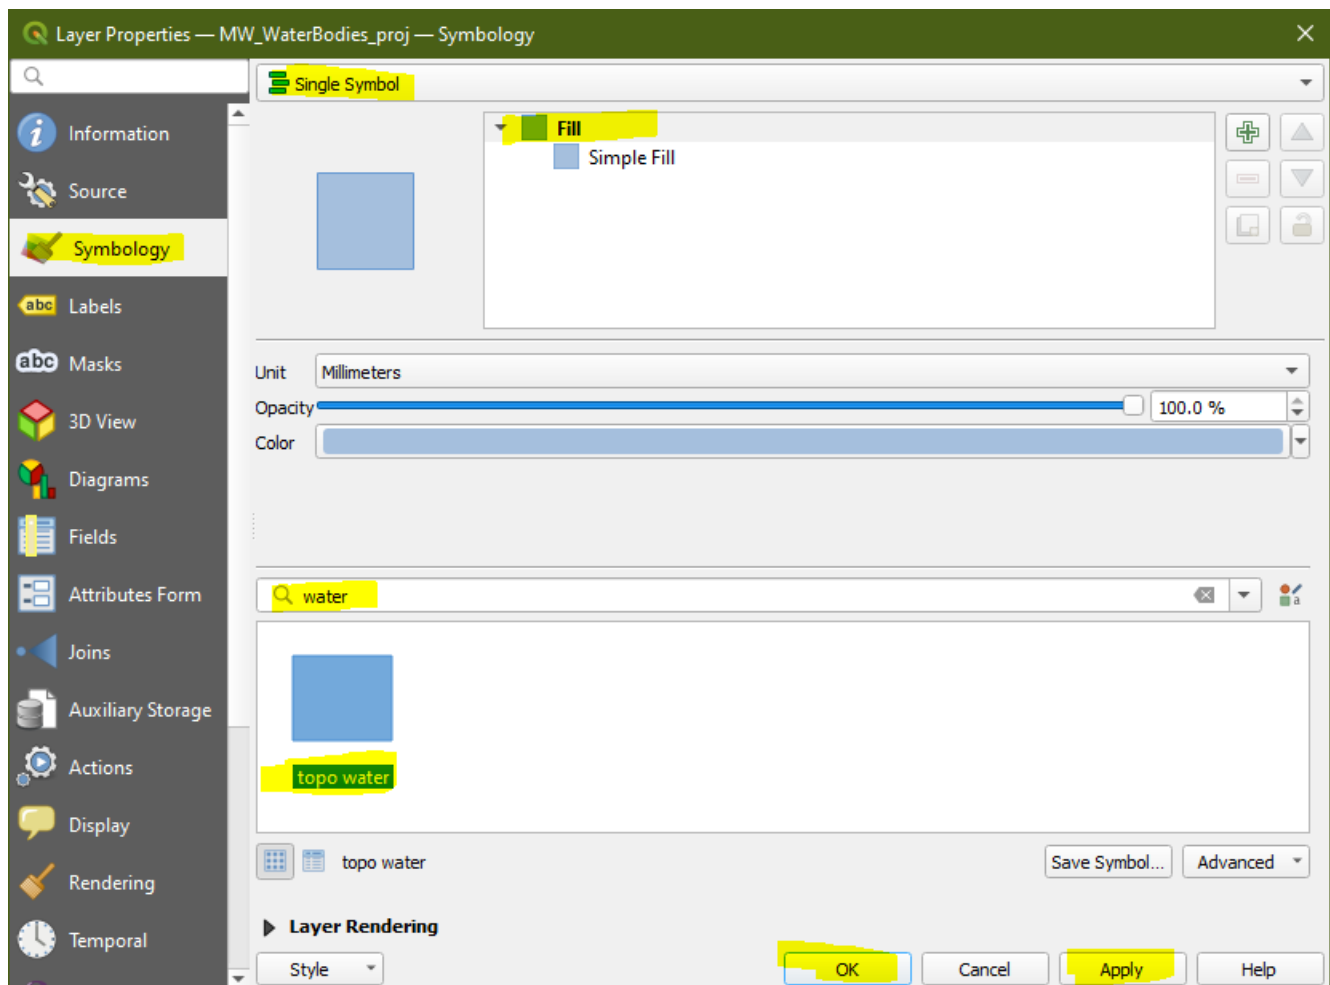 Layer Properties — MW_WaterBodies_proj — Symbology
Single Symbol
Information
Source
Symbology
abc Labels
abc Masks
3D View
Diagrams
Fields
Attributes Form
Joins
Auxiliary Storage
Actions
Display
Rendering
Temporal
Fill
Simple Fill
Unit Millimeters
Opacity 100.0 %
Color
water
a
topo water
topo water
Save Symbol... Advanced
Layer Rendering
Style OK Cancel Apply Help